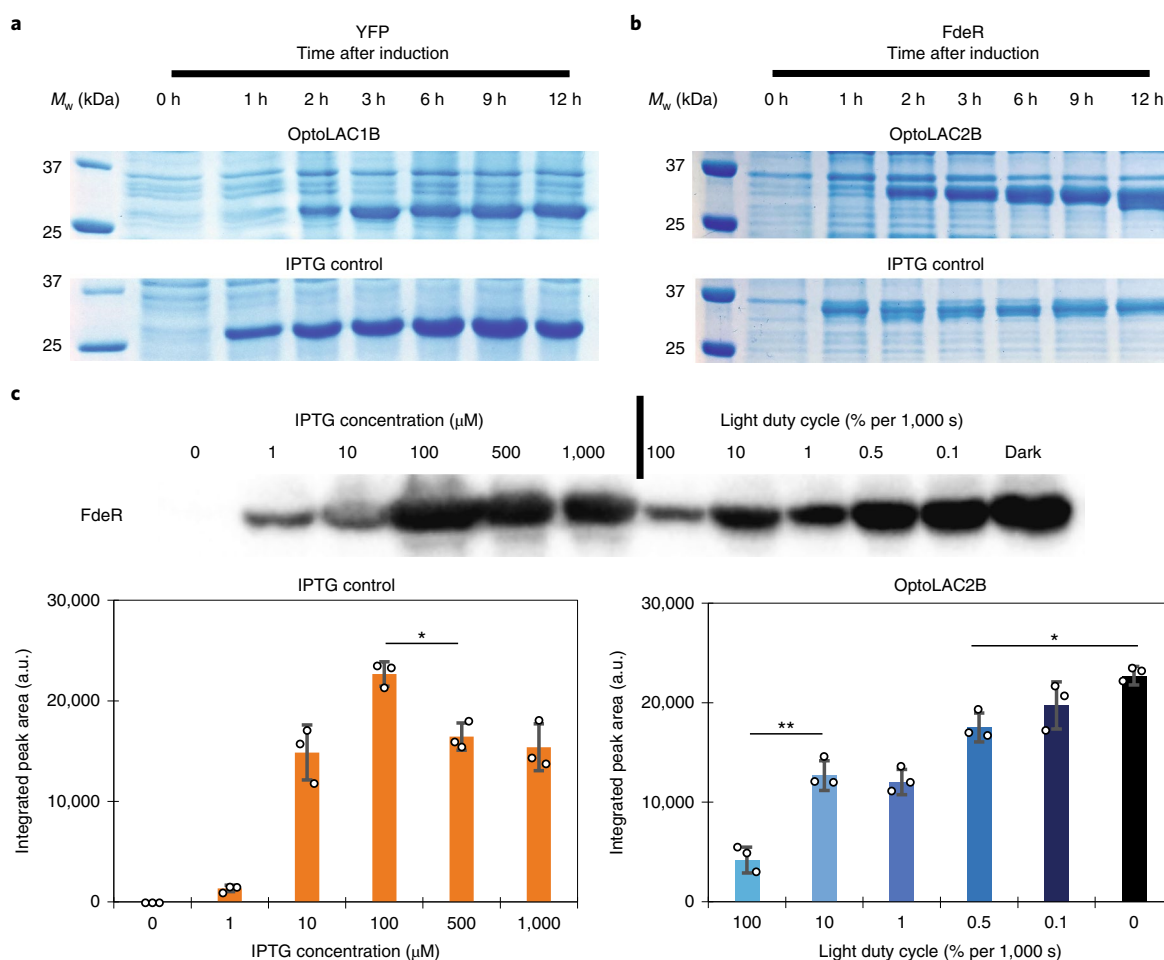 a
YFP
Time after induction
Mw (kDa) 0 h 1 h 2 h 3 h 6 h 9 h 12 h
OptoLAC1B
37
25
IPTG control
37
25
b
FdeR
Time after induction
Mw (kDa) 0 h 1 h 2 h 3 h 6 h 9 h 12 h
OptoLAC2B
37
25
IPTG control
37
25
c
IPTG concentration (μM) Light duty cycle (% per 1,000 s)
0 1 10 100 500 1,000 100 10 1 0.5 0.1 Dark
FdeR
IPTG control
30,000
20,000
10,000
0
Integrated peak area (a.u.)
*
0 1 10 100 500 1,000
IPTG concentration (μM)
OptoLAC2B
30,000
20,000
10,000
0
Integrated peak area (a.u.)
**
*
100 10 1 0.5 0.1 0
Light duty cycle (% per 1,000 s)